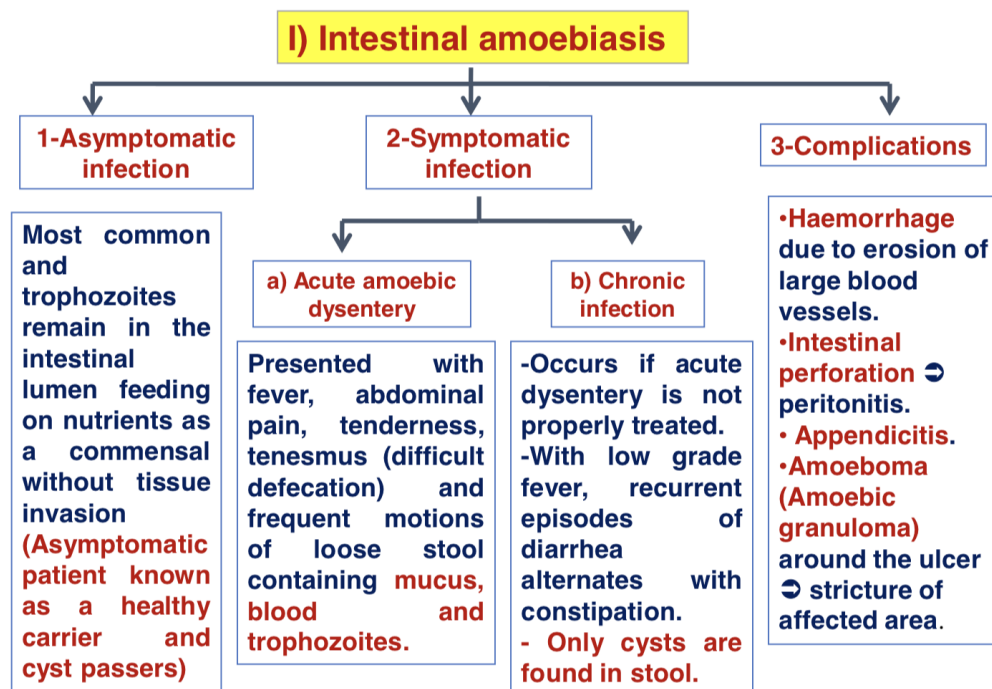 I) Intestinal amoebiasis
1-Asymptomatic
infection
Most common
and
trophozoites
remain in the
intestinal
lumen feeding
on nutrients as
a commensal
without tissue
invasion
(Asymptomatic
patient known
as a healthy
carrier and
cyst passers)
2-Symptomatic
infection
a) Acute amoebic
dysentery
Presented with
fever, abdominal
pain, tenderness,
tenesmus (difficult
defecation) and
frequent motions
of loose stool
containing mucus,
blood and
trophozoites.
b) Chronic
infection
-Occurs if acute
dysentery is not
properly treated.
-With low grade
fever, recurrent
episodes of
diarrhea
alternates with
constipation.
- Only cysts are
found in stool.
3-Complications
•Haemorrhage
due to erosion of
large blood
vessels.
•Intestinal
perforation ➲
peritonitis.
• Appendicitis.
•Amoeboma
(Amoebic
granuloma)
around the ulcer
➲ stricture of
affected area.